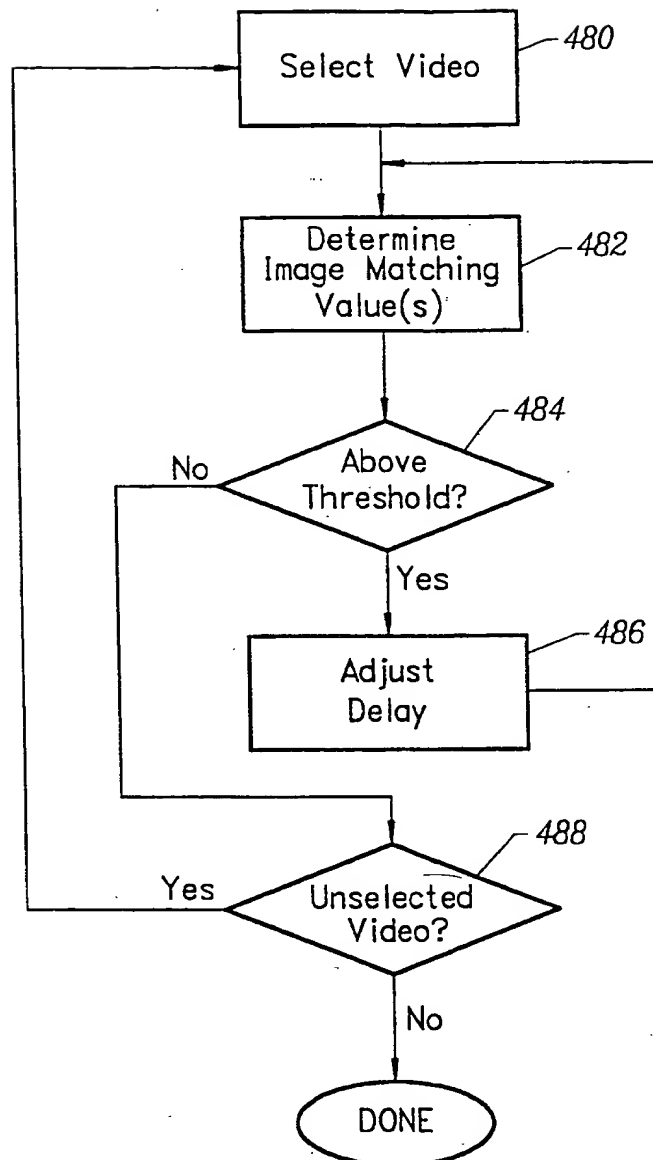 480
Select Video
Determine
Image Matching
Value(s)
482
484
No
Above
Threshold?
Yes
486
Adjust
Delay
488
Yes
Unselected
Video?
No
DONE